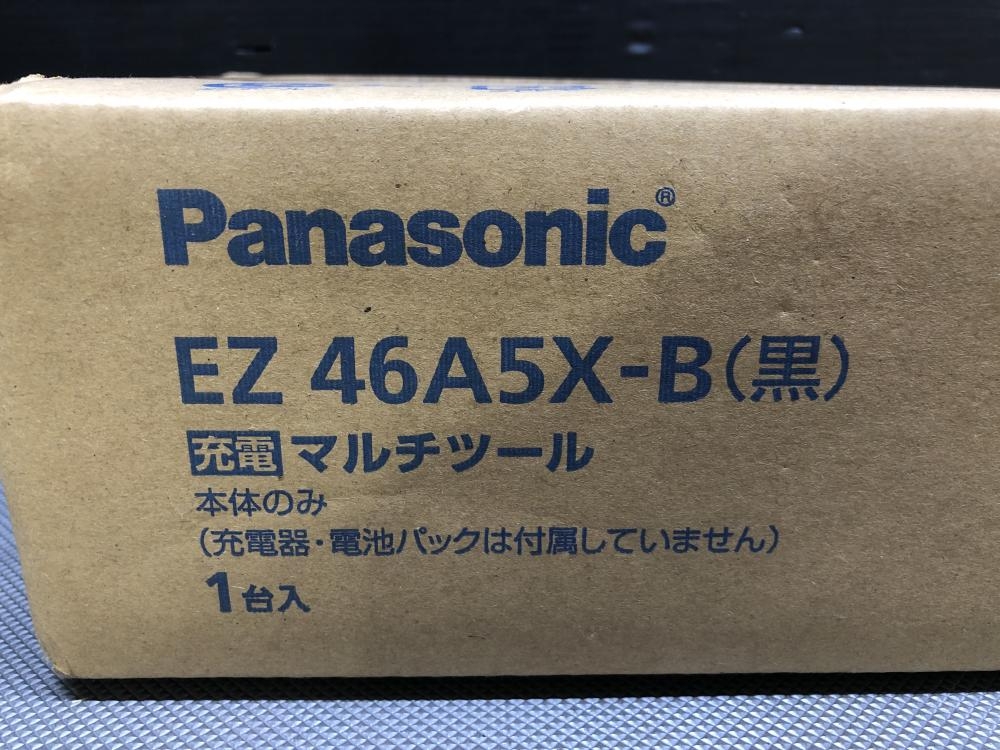 Panasonic®
EZ 46A5X-B(黒)
充電 マルチツール
本体のみ
(充電器・電池パックは付属していません)
1台入